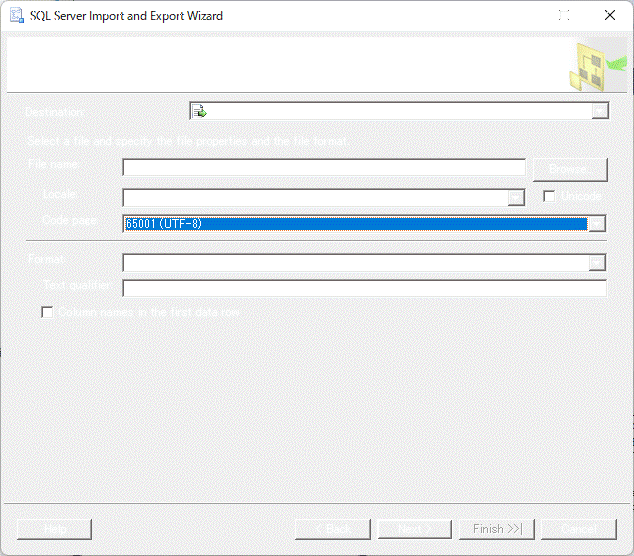 SQL Server Import and Export Wizard
Destination:
Select a file and specify the file properties and the file format.
File name:
Browse...
Locale:
Unicode
Code page:
65001 (UTF-8)
Format:
Text qualifier:
Column names in the first data row
Help
< Back
Next >
Finish >>|
Cancel